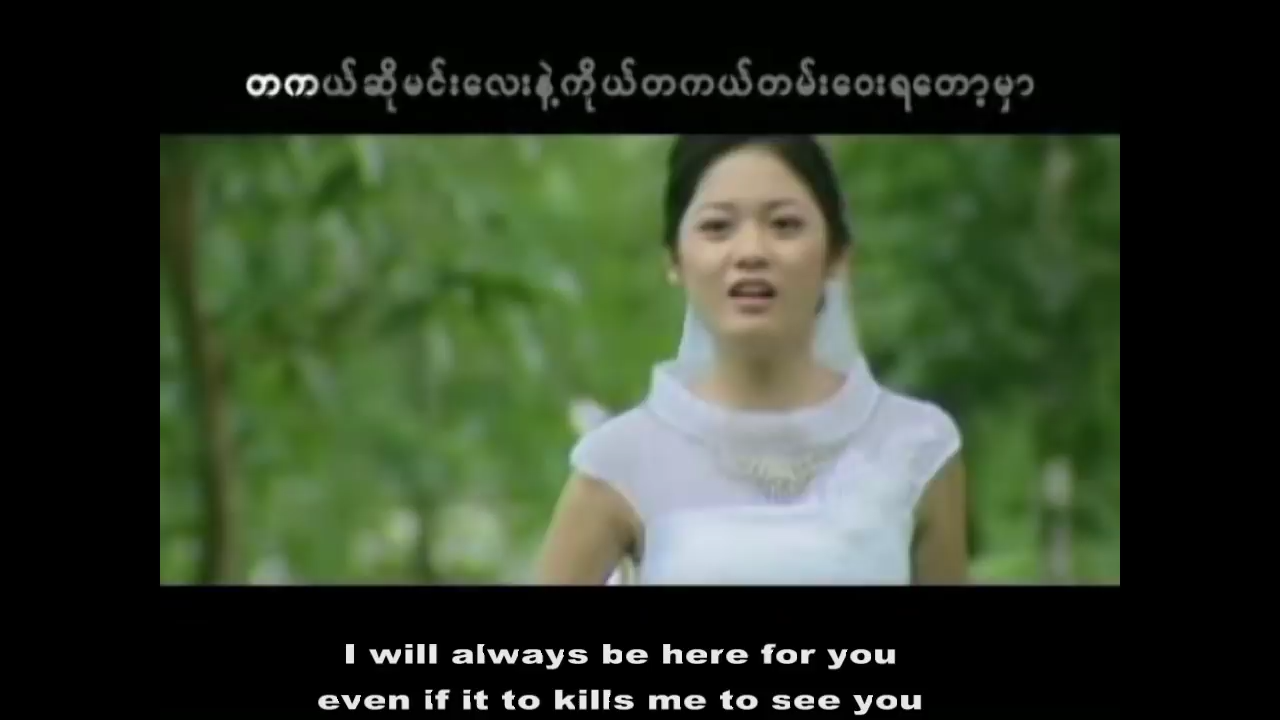 တကယ်ဆိုမင်းလေးနဲ့ကိုယ်တကယ်တမ်းဝေးရတော့မှာ
I will always be here for you
even if it to kills me to see you